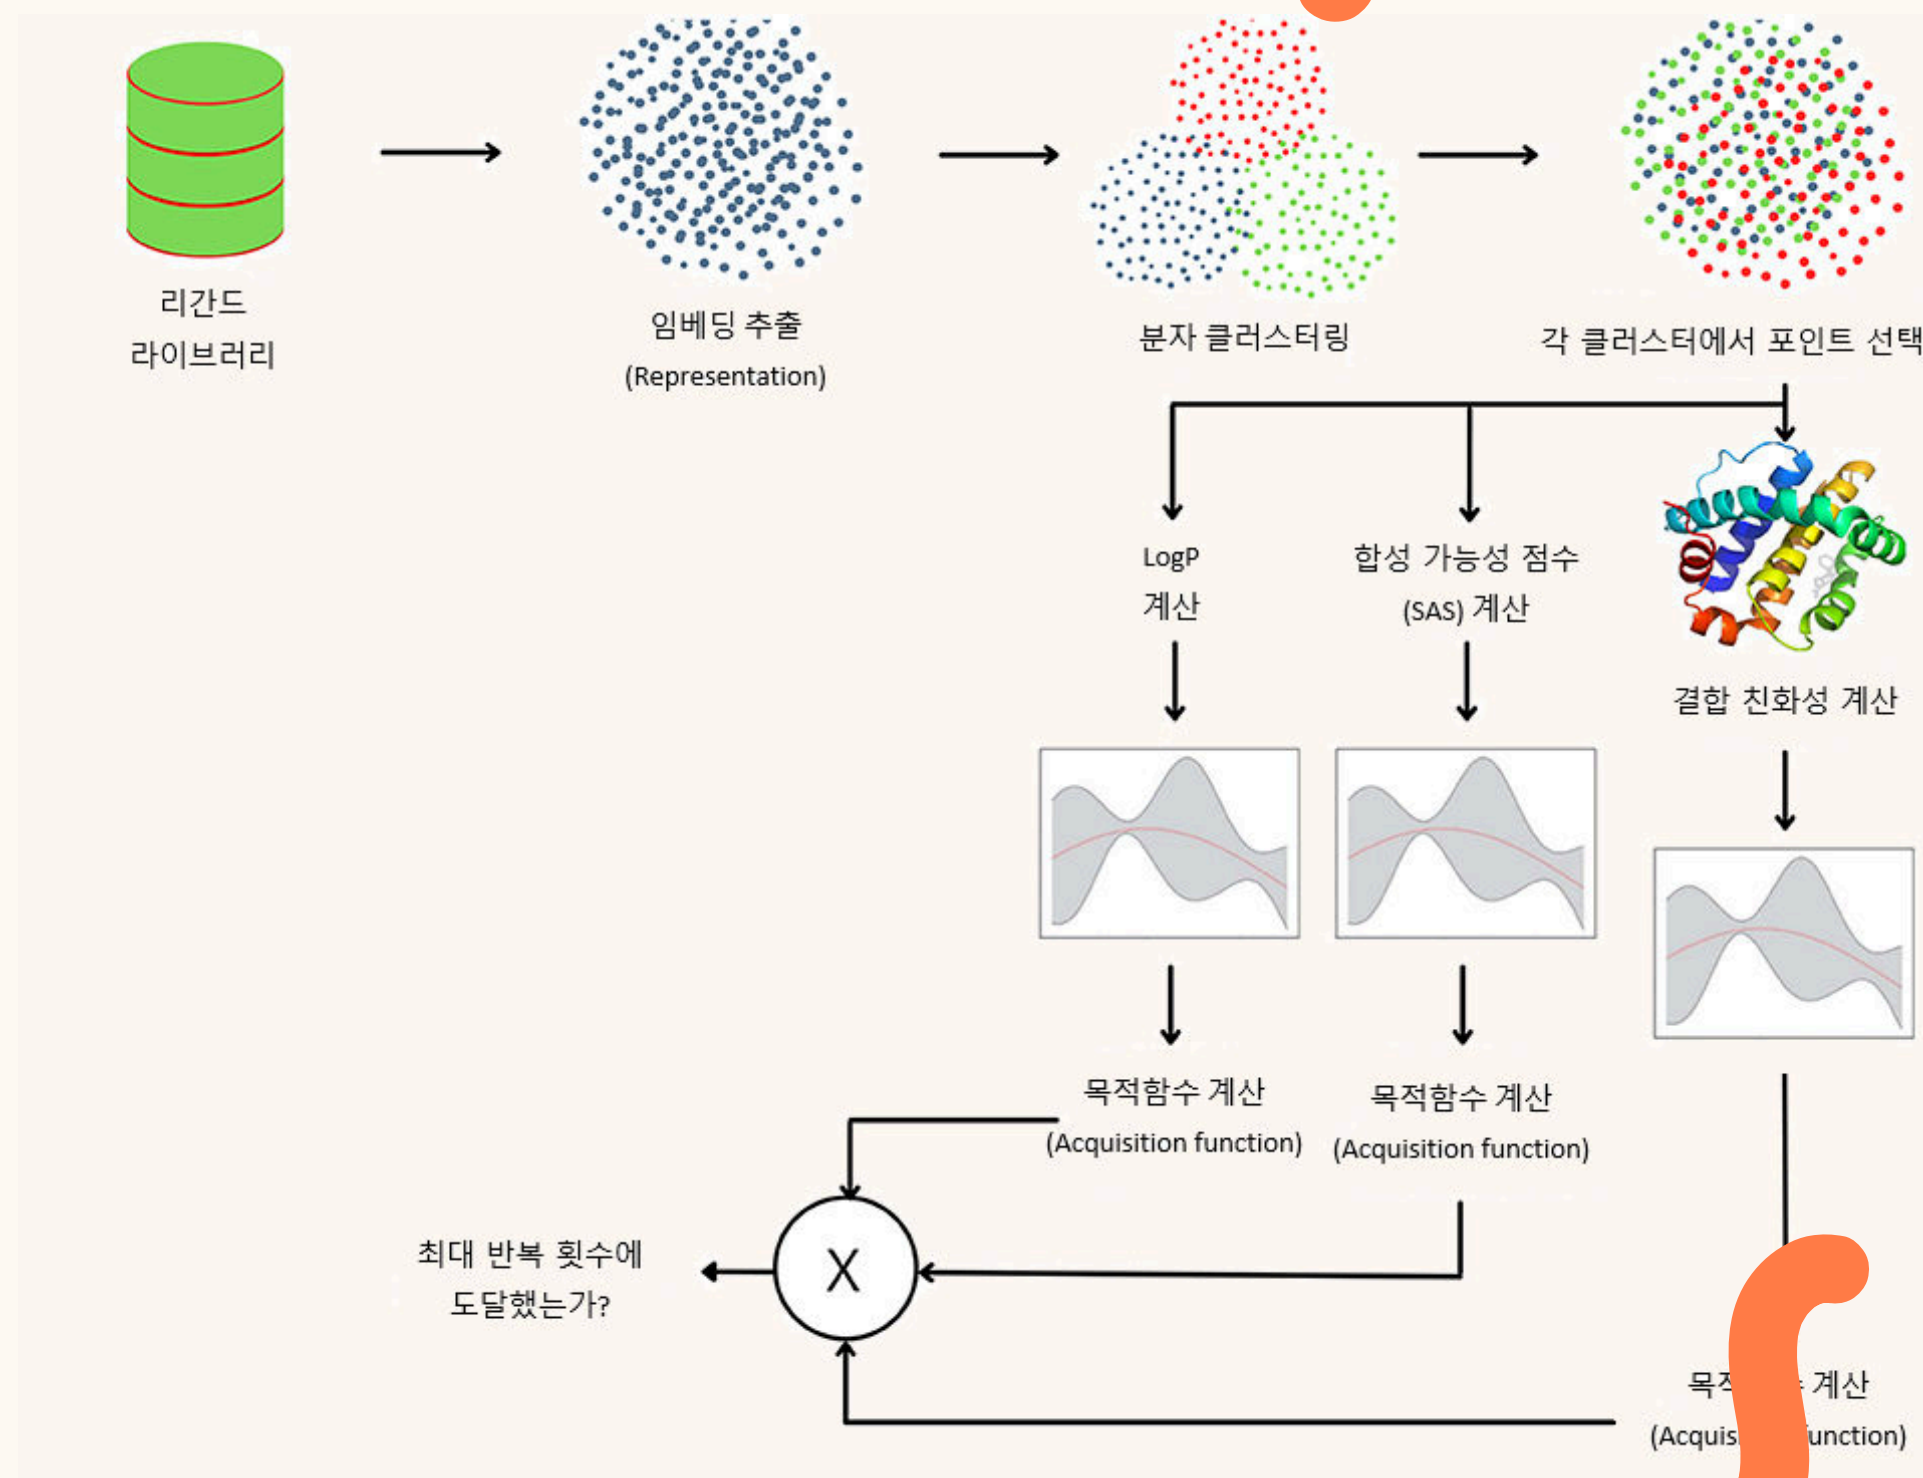 리간드
라이브러리
임베딩 추출
(Representation)
분자 클러스터링
각 클러스터에서 포인트 선택
LogP
계산
합성 가능성 점수
(SAS) 계산
결합 친화성 계산
목적함수 계산
(Acquisition function)
목적함수 계산
(Acquisition function)
X
최대 반복 횟수에
도달했는가?
계산